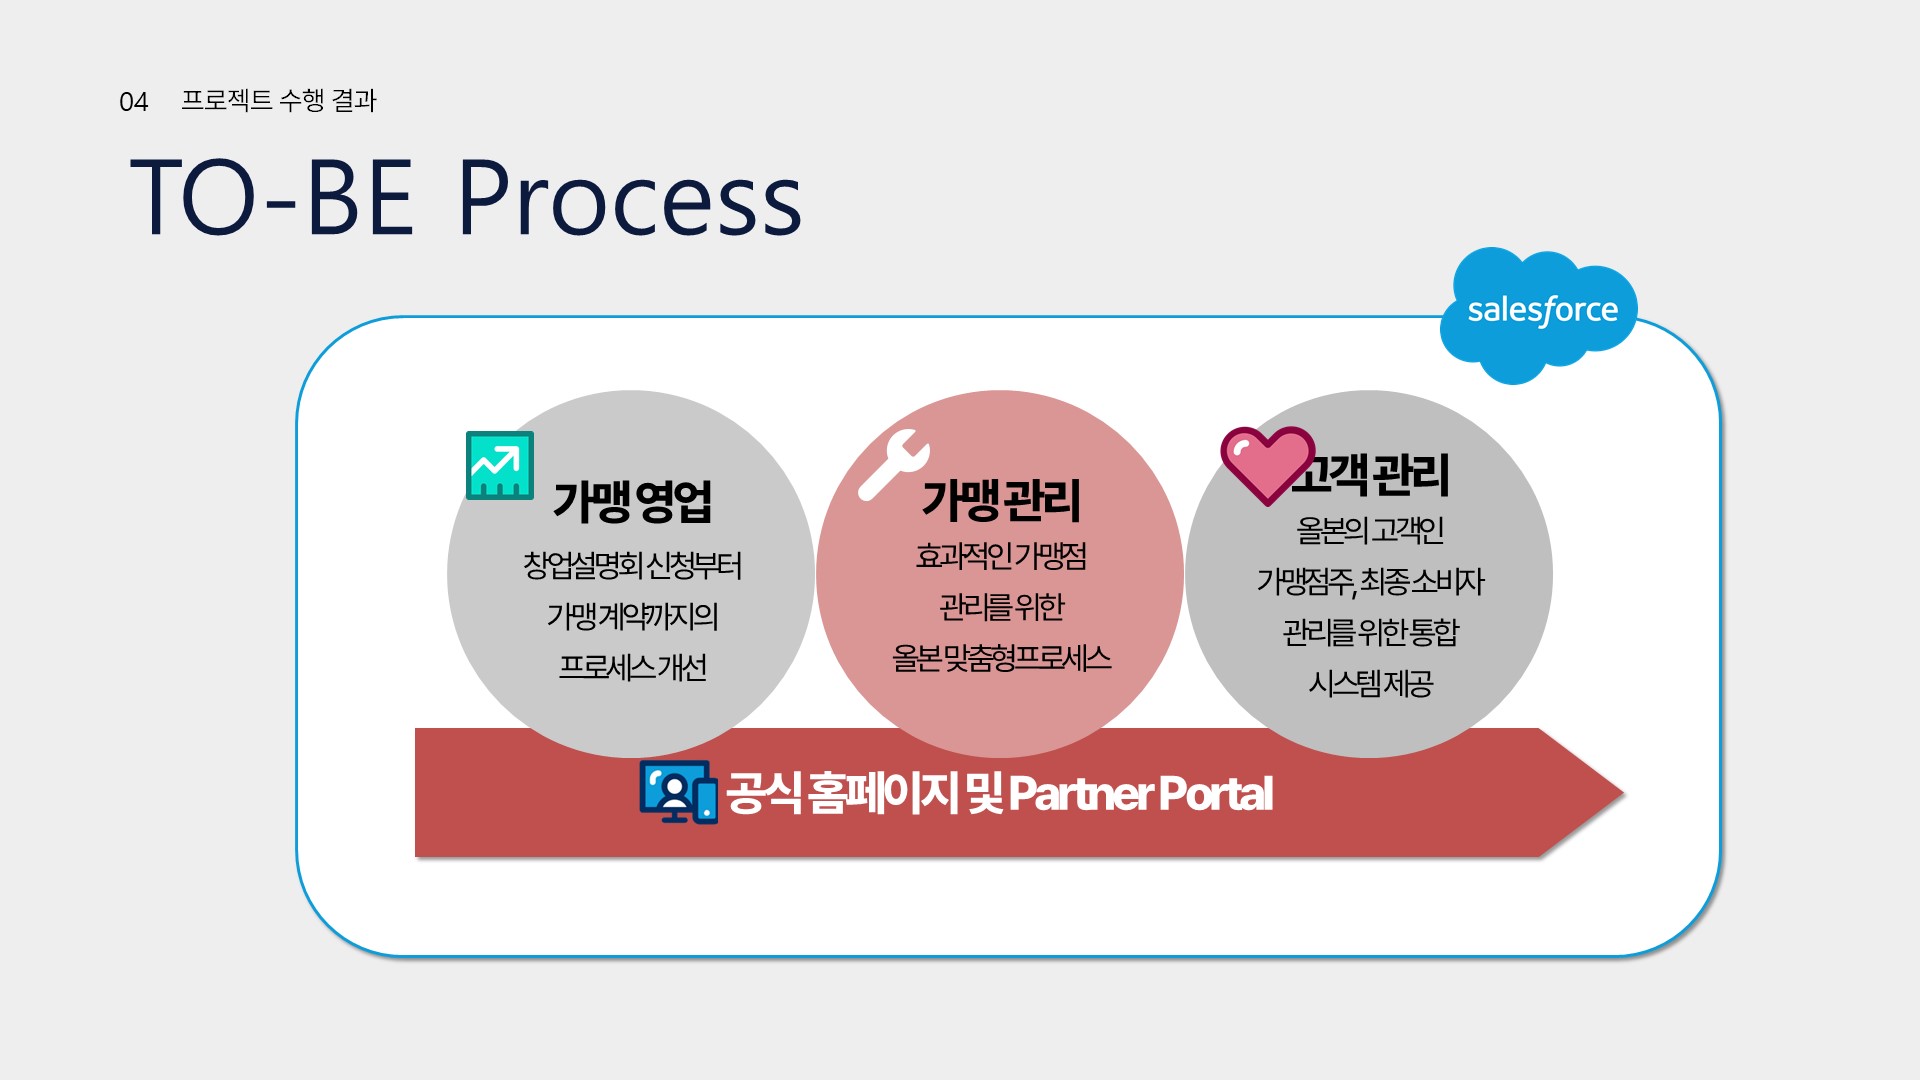 04 프로젝트 수행 결과
TO-BE Process
salesforce
가맹 영업
창업설명회 신청부터
가맹 계약까지의
프로세스 개선
가맹 관리
효과적인 가맹점
관리를 위한
올본 맞춤형프로세스
고객 관리
올본의 고객인
가맹점주, 최종 소비자
관리를 위한 통합
시스템 제공
공식 홈페이지 및 Partner Portal